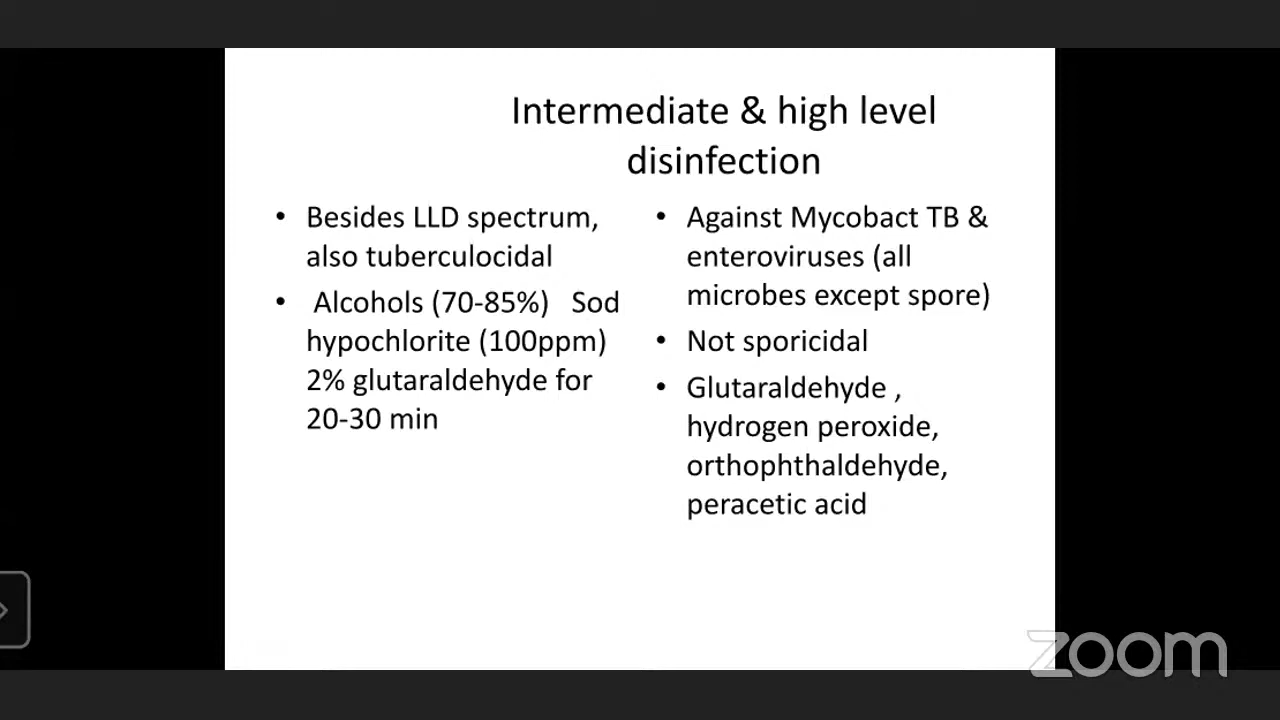 Intermediate & high level
disinfection
• Besides LLD spectrum,
also tuberculocidal
• Alcohols (70-85%) Sod
hypochlorite (100ppm)
2% glutaraldehyde for
20-30 min
• Against Mycobact TB &
enteroviruses (all
microbes except spore)
• Not sporicidal
• Glutaraldehyde ,
hydrogen peroxide,
orthophthaldehyde,
peracetic acid
zoom